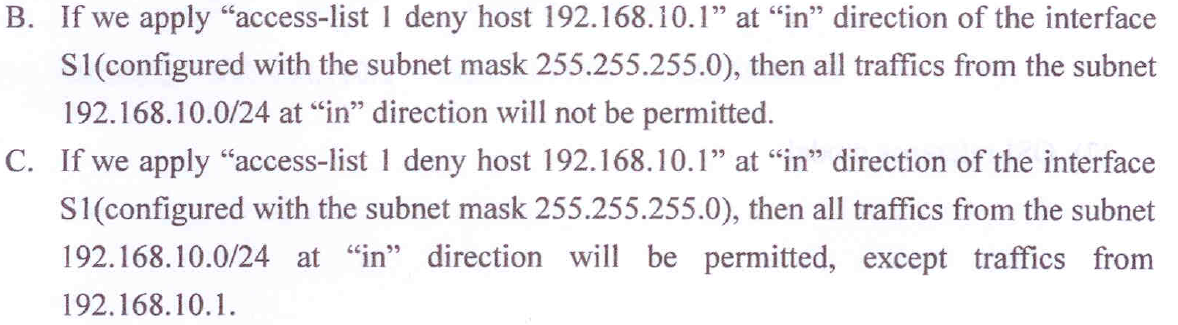 B. If we apply “access-list 1 deny host 192.168.10.1” at “in” direction of the interface
S1(configured with the subnet mask 255.255.255.0), then all traffics from the subnet
192.168.10.0/24 at “in” direction will not be permitted.
C. If we apply “access-list 1 deny host 192.168.10.1” at “in” direction of the interface
S1(configured with the subnet mask 255.255.255.0), then all traffics from the subnet
192.168.10.0/24 at “in” direction will be permitted, except traffics from
192.168.10.1.